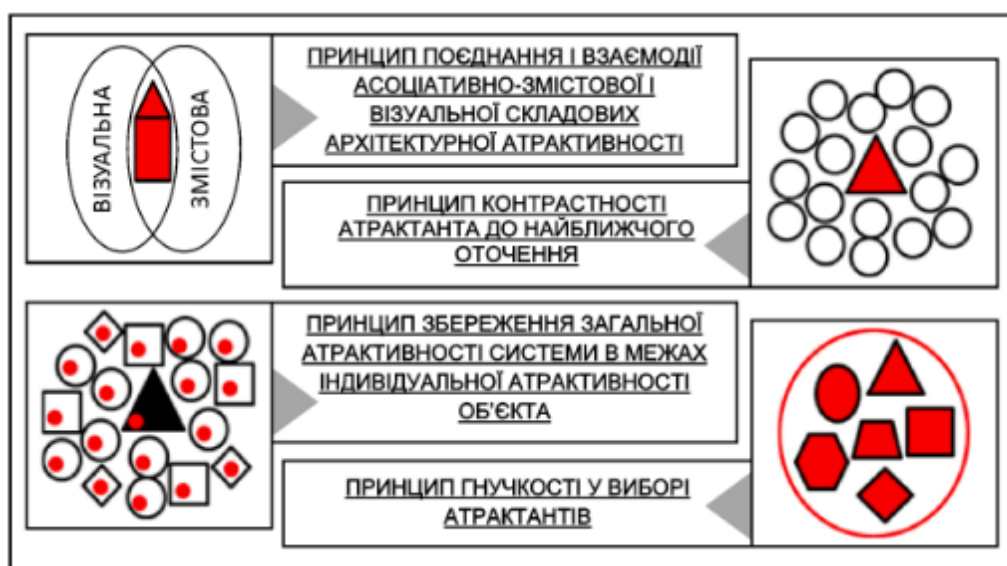 ВІЗУАЛЬНА
ЗМІСТОВА
ПРИНЦИП ПОЄДНАННЯ І ВЗАЄМОДІЇ
АСОЦІАТИВНО-ЗМІСТОВОЇ І
ВІЗУАЛЬНОЇ СКЛАДОВИХ
АРХІТЕКТУРНОЇ АТРАКТИВНОСТІ
ПРИНЦИП КОНТРАСТНОСТІ
АТРАКТАНТА ДО НАЙБЛИЖЧОГО
ОТОЧЕННЯ
ПРИНЦИП ЗБЕРЕЖЕННЯ ЗАГАЛЬНОЇ
АТРАКТИВНОСТІ СИСТЕМИ В МЕЖАХ
ІНДИВІДУАЛЬНОЇ АТРАКТИВНОСТІ
ОБ'ЄКТА
ПРИНЦИП ГНУЧКОСТІ У ВИБОРІ
АТРАКТАНТІВ